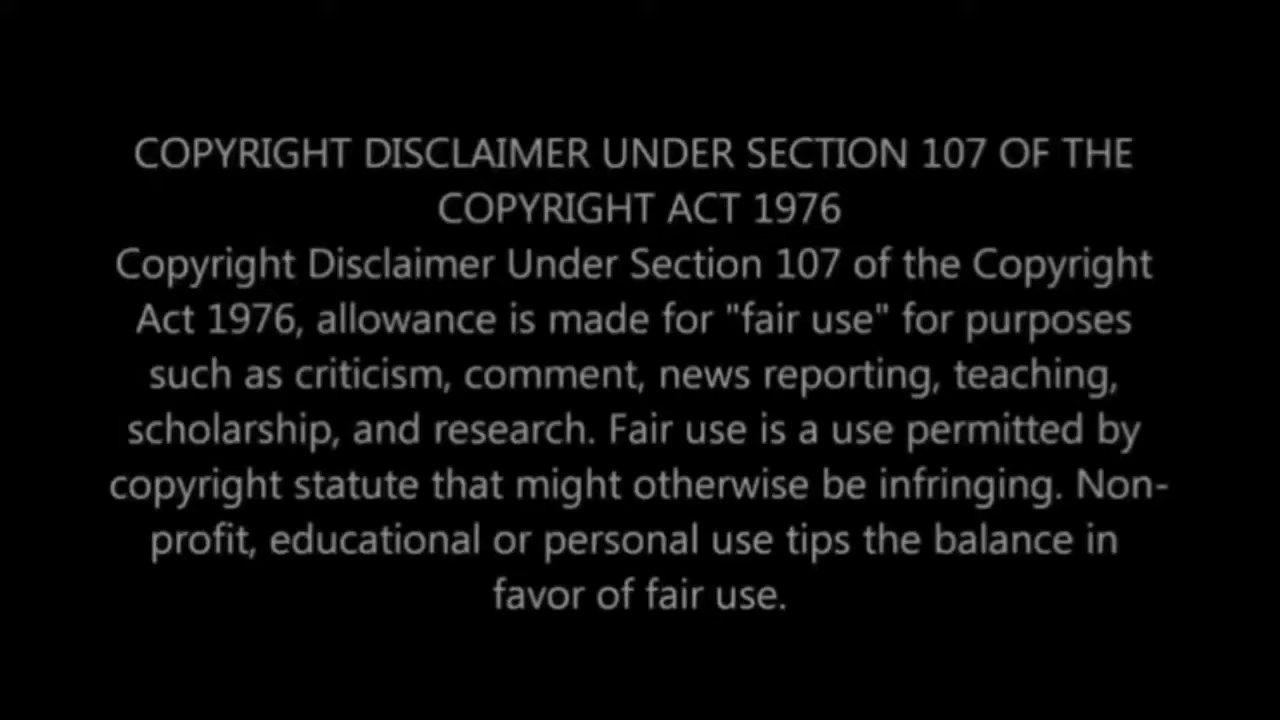 COPYRIGHT DISCLAIMER UNDER SECTION 107 OF THE
COPYRIGHT ACT 1976
Copyright Disclaimer Under Section 107 of the Copyright
Act 1976, allowance is made for "fair use" for purposes
such as criticism, comment, news reporting, teaching,
scholarship, and research. Fair use is a use permitted by
copyright statute that might otherwise be infringing. Non-
profit, educational or personal use tips the balance in
favor of fair use.